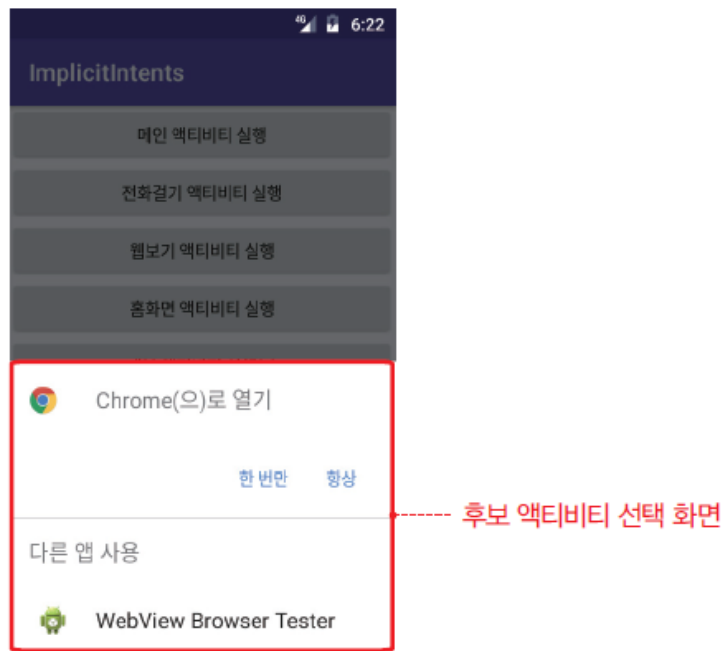 4G 6:22
ImplicitIntents
메인 액티비티 실행
전화걸기 액티비티 실행
웹보기 액티비티 실행
홈화면 액티비티 실행
Chrome(으)로 열기
한 번만 항상
후보 액티비티 선택 화면
다른 앱 사용
WebView Browser Tester